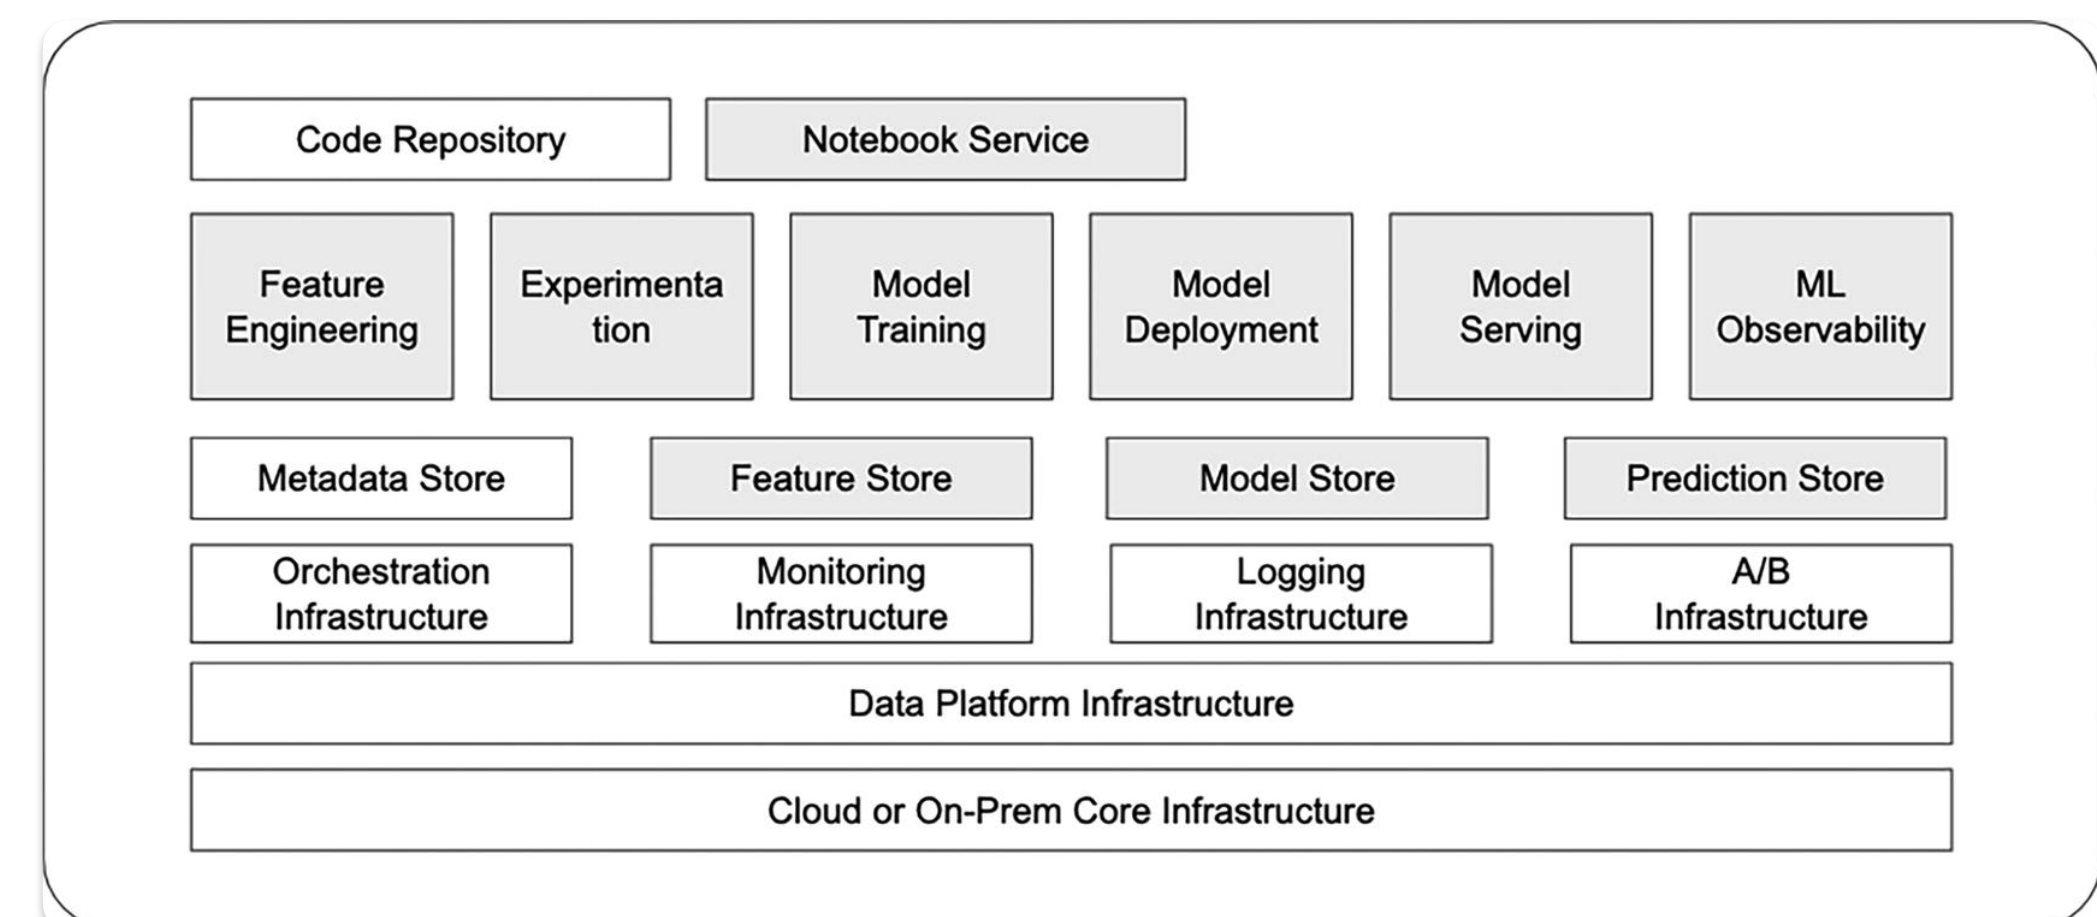 Code Repository
Notebook Service
Feature
Engineering
Experimenta
tion
Model
Training
Model
Deployment
Model
Serving
ML
Observability
Metadata Store
Feature Store
Model Store
Prediction Store
Orchestration
Infrastructure
Monitoring
Infrastructure
Logging
Infrastructure
A/B
Infrastructure
Data Platform Infrastructure
Cloud or On-Prem Core Infrastructure